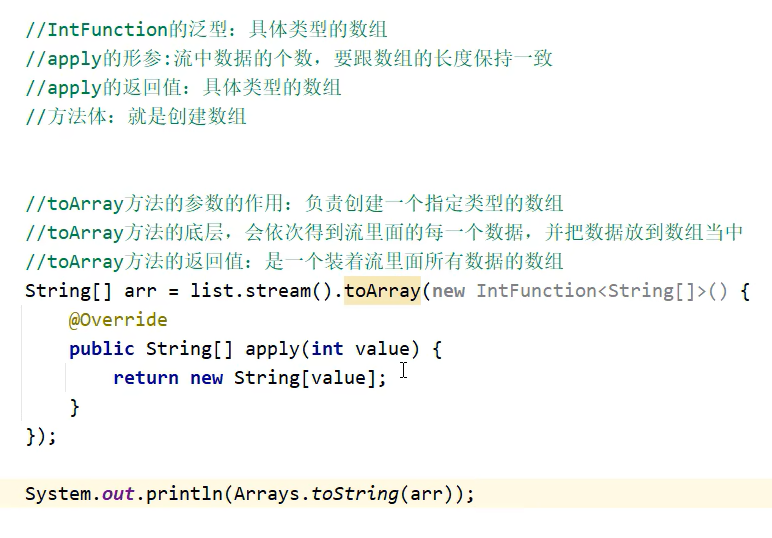 //IntFunction的泛型：具体类型的数组
//apply的形参:流中数据的个数，要跟数组的长度保持一致
//apply的返回值：具体类型的数组
//方法体：就是创建数组
//toArray方法的参数的作用：负责创建一个指定类型的数组
//toArray方法的底层，会依次得到流里面的每一个数据，并把数据放到数组当中
//toArray方法的返回值：是一个装着流里面所有数据的数组
String[] arr = list.stream().toArray(new IntFunction<String[]>() {
    @Override
    public String[] apply(int value) {
        return new String[value];
    }
});
System.out.println(Arrays.toString(arr));